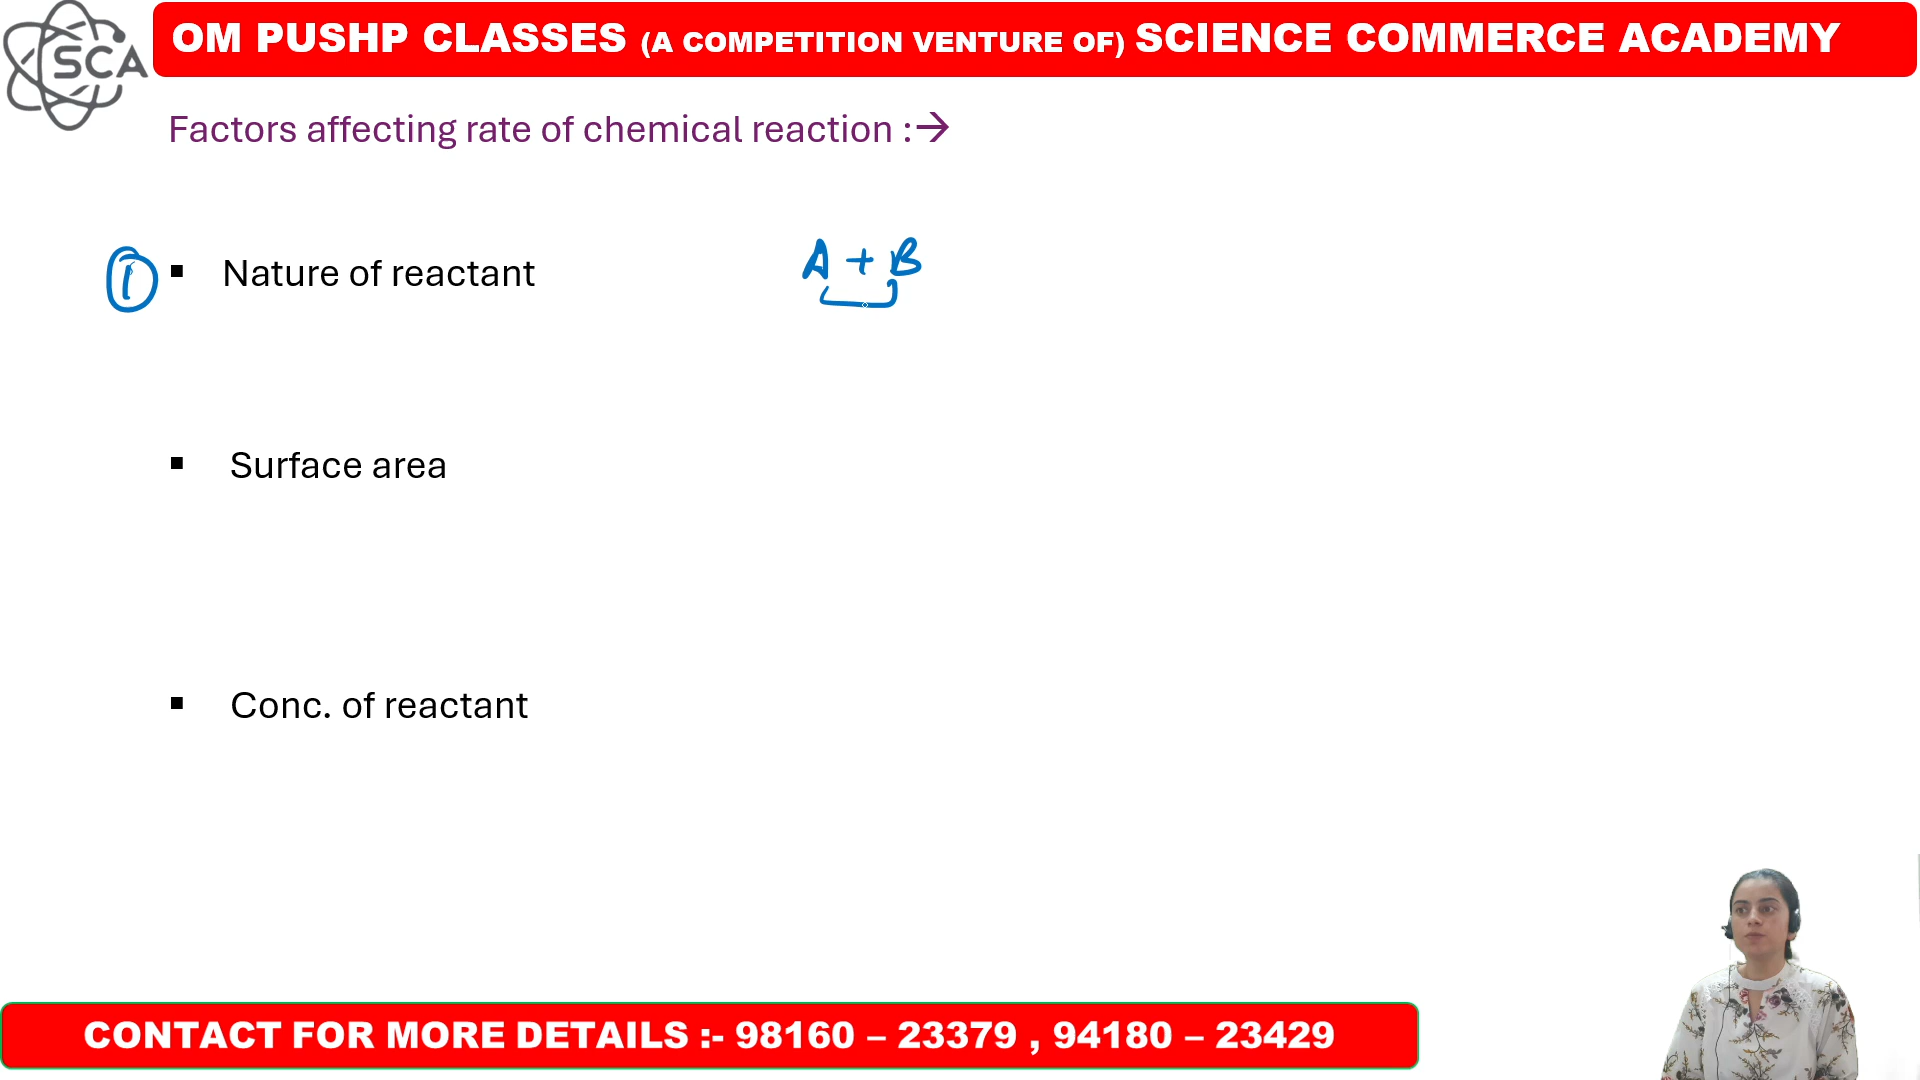 SCA
OM PUSHP CLASSES (A COMPETITION VENTURE OF) SCIENCE COMMERCE ACADEMY
Factors affecting rate of chemical reaction :→
1 ▪ Nature of reactant A + B
▪ Surface area
▪ Conc. of reactant
CONTACT FOR MORE DETAILS :- 98160 – 23379 , 94180 – 23429